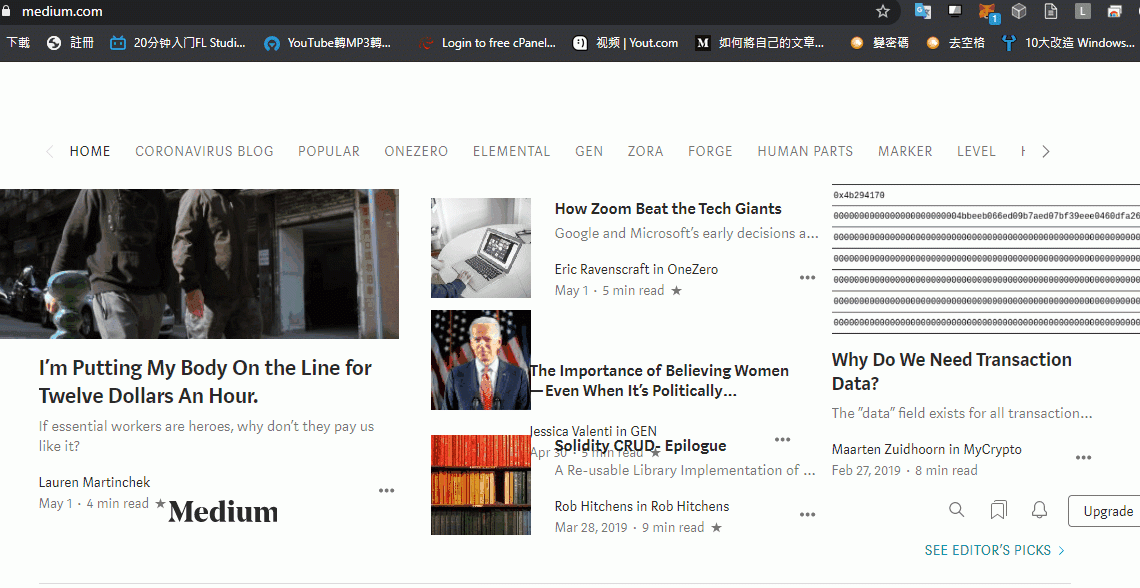 medium.com
下載
註冊
20分钟入门FL Studi...
YouTube轉MP3轉...
Login to free cPanel...
视频 | Yout.com
如何將自己的文章...
變密碼
去空格
10大改造 Windows...
HOME
CORONAVIRUS BLOG
POPULAR
ONEZERO
ELEMENTAL
GEN
ZORA
FORGE
HUMAN PARTS
MARKER
LEVEL
I'm Putting My Body On the Line for
Twelve Dollars An Hour.
If essential workers are heroes, why don't they pay us
like it?
Lauren Martinchek
May 1 · 4 min read ★
Medium
How Zoom Beat the Tech Giants
Google and Microsoft's early decisions a...
Eric Ravenscraft in OneZero
May 1 · 5 min read ★
The Importance of Believing Women
—Even When It's Politically...
Jessica Valenti in GEN
Apr 30 · 5 min read ★
Solidity CRUD- Epilogue
A Re-usable Library Implementation of ...
Rob Hitchens in Rob Hitchens
Mar 28, 2019 · 9 min read ★
0x4b294170
Why Do We Need Transaction
Data?
The "data" field exists for all transaction...
Maarten Zuidhoorn in MyCrypto
Feb 27, 2019 · 8 min read
Upgrade
SEE EDITOR'S PICKS